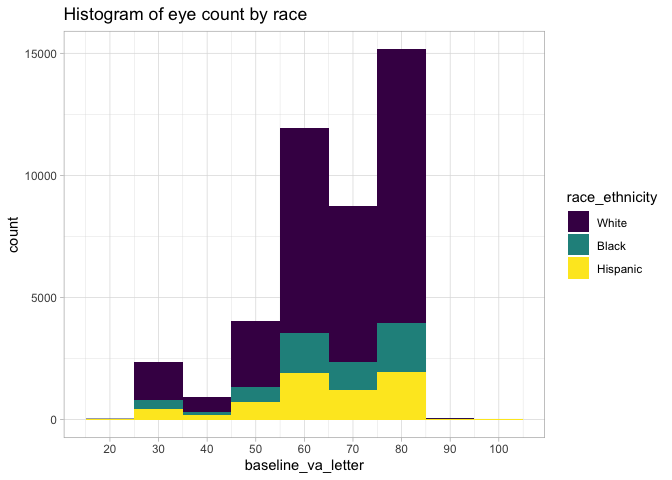 Histogram of eye count by race
15000
10000
5000
0
count
20 30 40 50 60 70 80 90 100
baseline_va_letter
race_ethnicity
White
Black
Hispanic